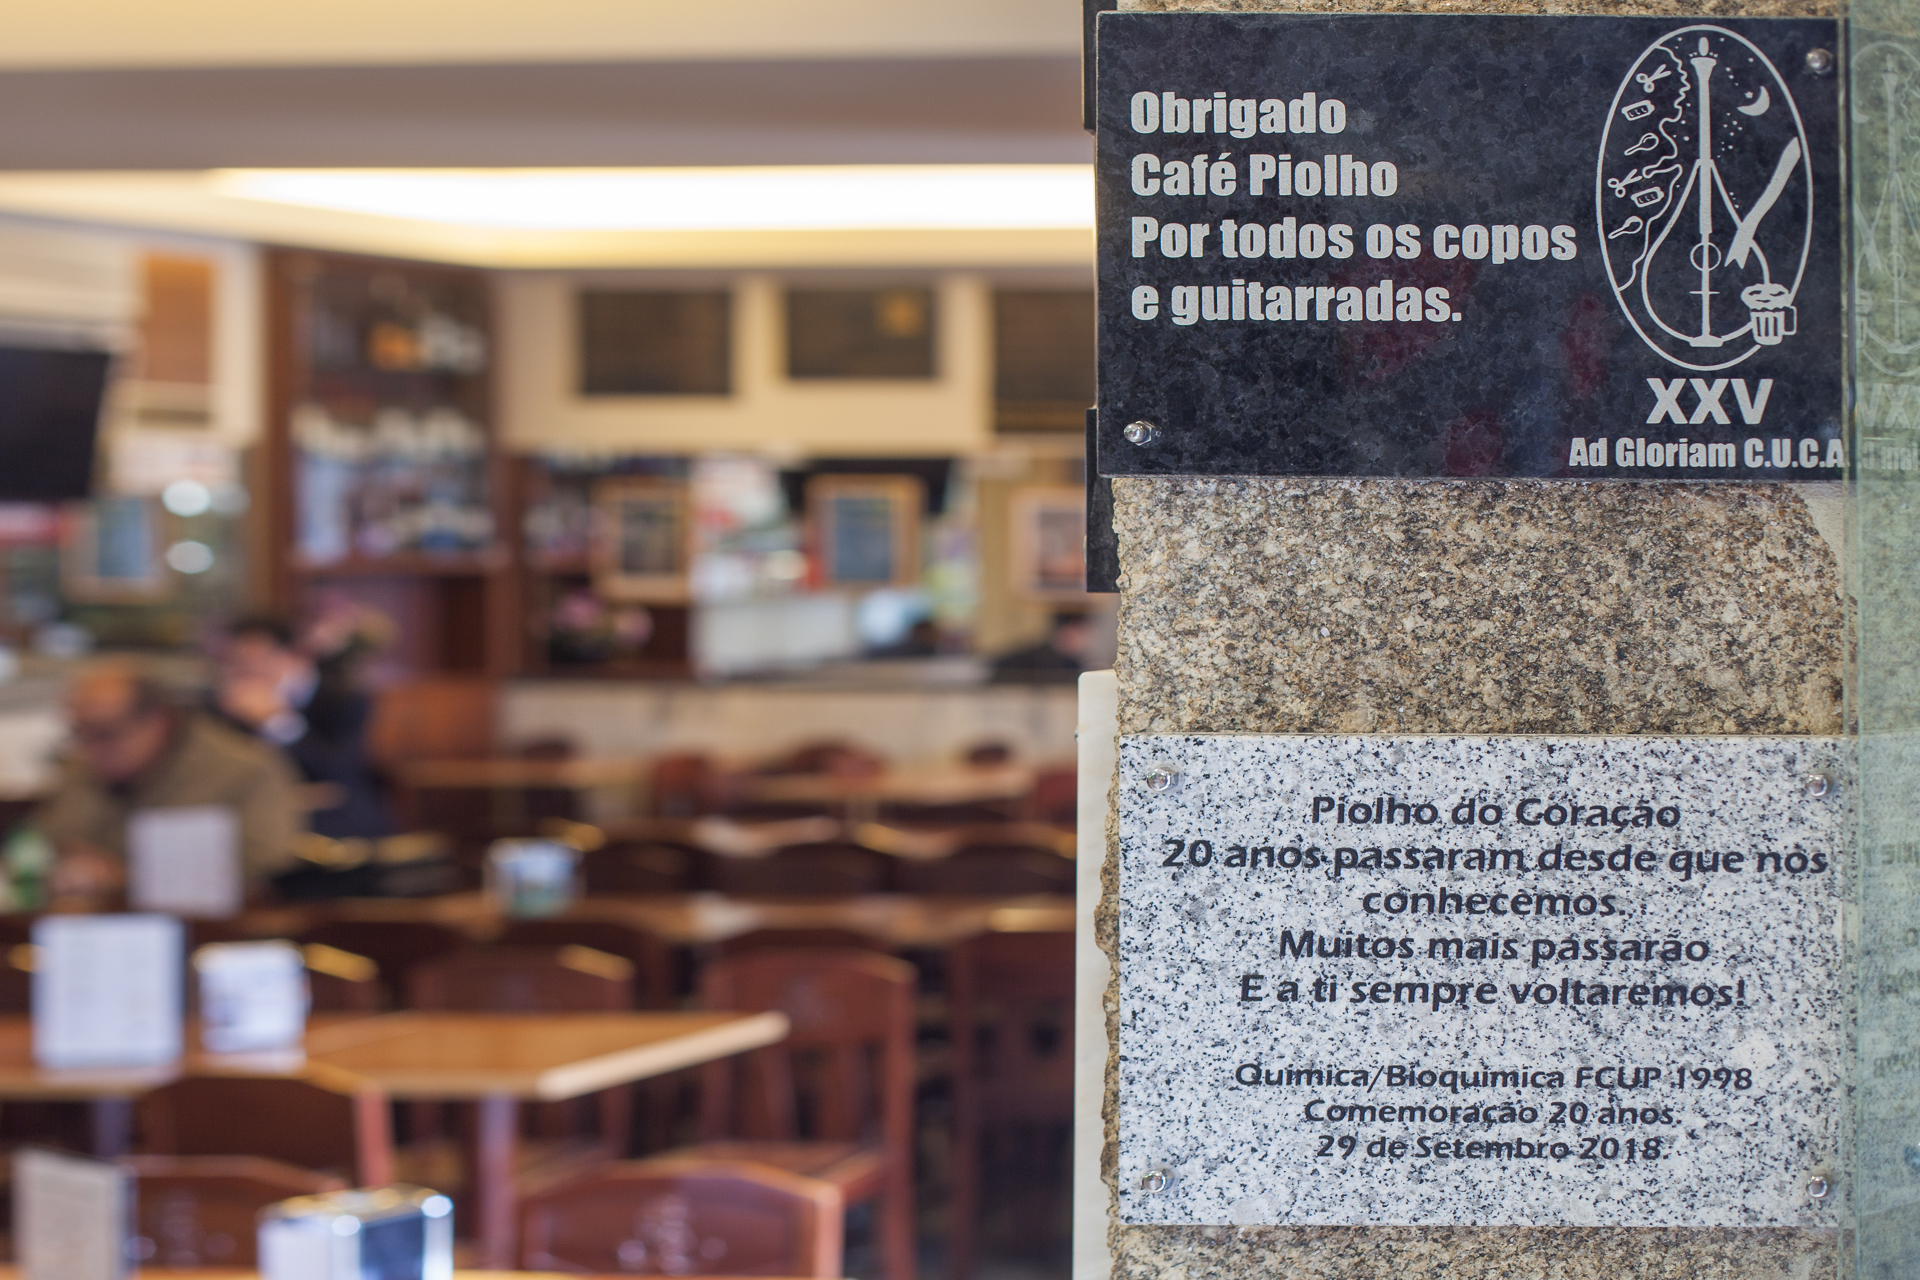 Obrigado
Café Piolho
Por todos os copos
e guitarradas.
XXV
Ad Gloriam C.U.C.A
Piolho do Coração
20 anos passaram desde que nos
conhecemos...
Muitos mais passarão
E a ti sempre voltaremos!
Quimica/Bioquimica FCUP 1998
Comemoração 20 anos
29 de Setembro 2018